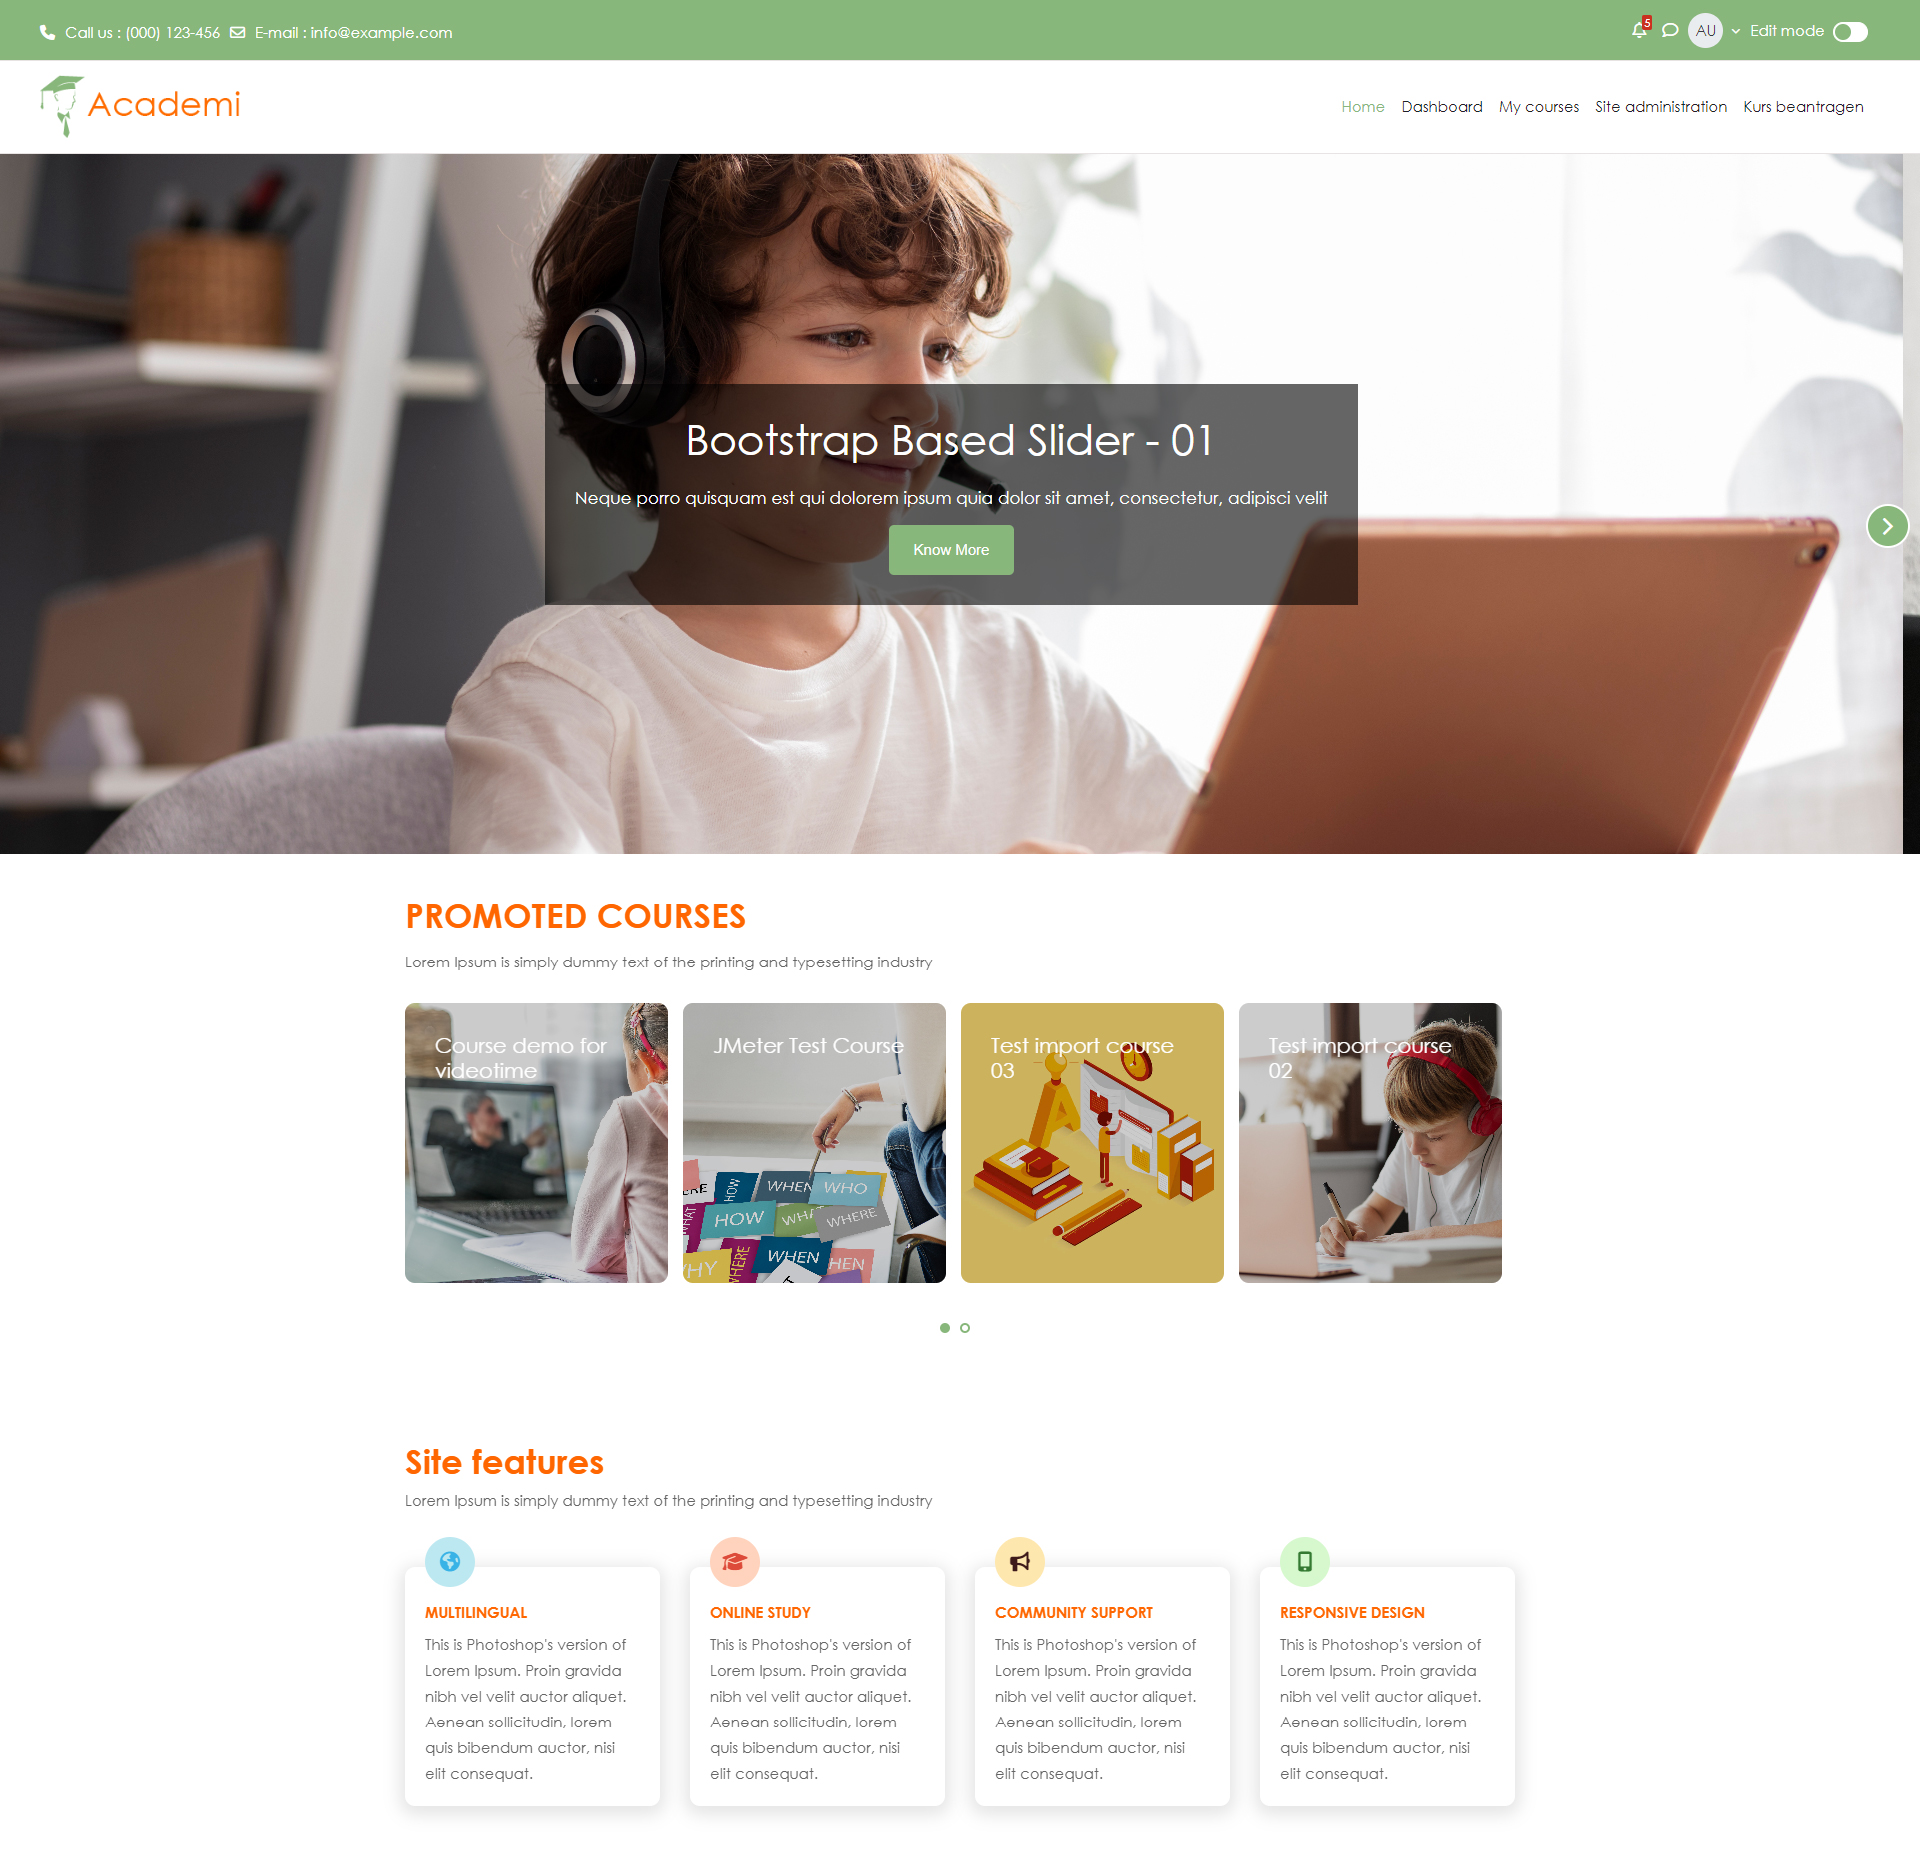 Call us : (000) 123-456 E-mail : info@example.com
5 AU Edit mode
Academi
Home Dashboard My courses Site administration Kurs beantragen
Bootstrap Based Slider - 01
Neque porro quisquam est qui dolorem ipsum quia dolor sit amet, consectetur, adipisci velit
Know More
PROMOTED COURSES
Lorem Ipsum is simply dummy text of the printing and typesetting industry
Course demo for
videotime
JMeter Test Course
HOW WHEN WHO
WHAT HOW WHERE
WHERE WHEN
Test import course
03
Test import course
02
Site features
Lorem Ipsum is simply dummy text of the printing and typesetting industry
MULTILINGUAL
This is Photoshop's version of
Lorem Ipsum. Proin gravida
nibh vel velit auctor aliquet.
Aenean sollicitudin, lorem
quis bibendum auctor, nisi
elit consequat.
ONLINE STUDY
This is Photoshop's version of
Lorem Ipsum. Proin gravida
nibh vel velit auctor aliquet.
Aenean sollicitudin, lorem
quis bibendum auctor, nisi
elit consequat.
COMMUNITY SUPPORT
This is Photoshop's version of
Lorem Ipsum. Proin gravida
nibh vel velit auctor aliquet.
Aenean sollicitudin, lorem
quis bibendum auctor, nisi
elit consequat.
RESPONSIVE DESIGN
This is Photoshop's version of
Lorem Ipsum. Proin gravida
nibh vel velit auctor aliquet.
Aenean sollicitudin, lorem
quis bibendum auctor, nisi
elit consequat.